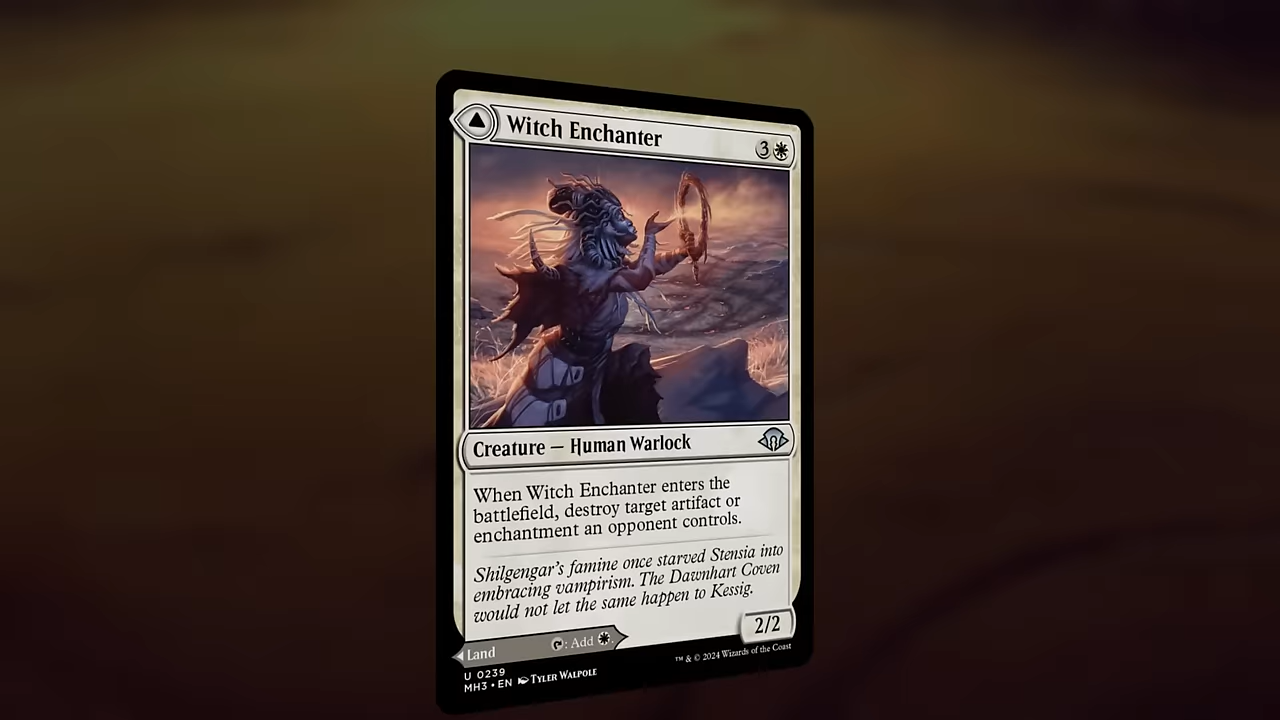 Witch Enchanter
3
Creature — Human Warlock
When Witch Enchanter enters the
battlefield, destroy target artifact or
enchantment an opponent controls.
Shilgengar's famine once starved Stensia into
embracing vampirism. The Dawnhart Coven
would not let the same happen to Kessig.
2/2
Land
: Add .
U 0239
MH3 • EN Tyler Walpole
™ & © 2024 Wizards of the Coast